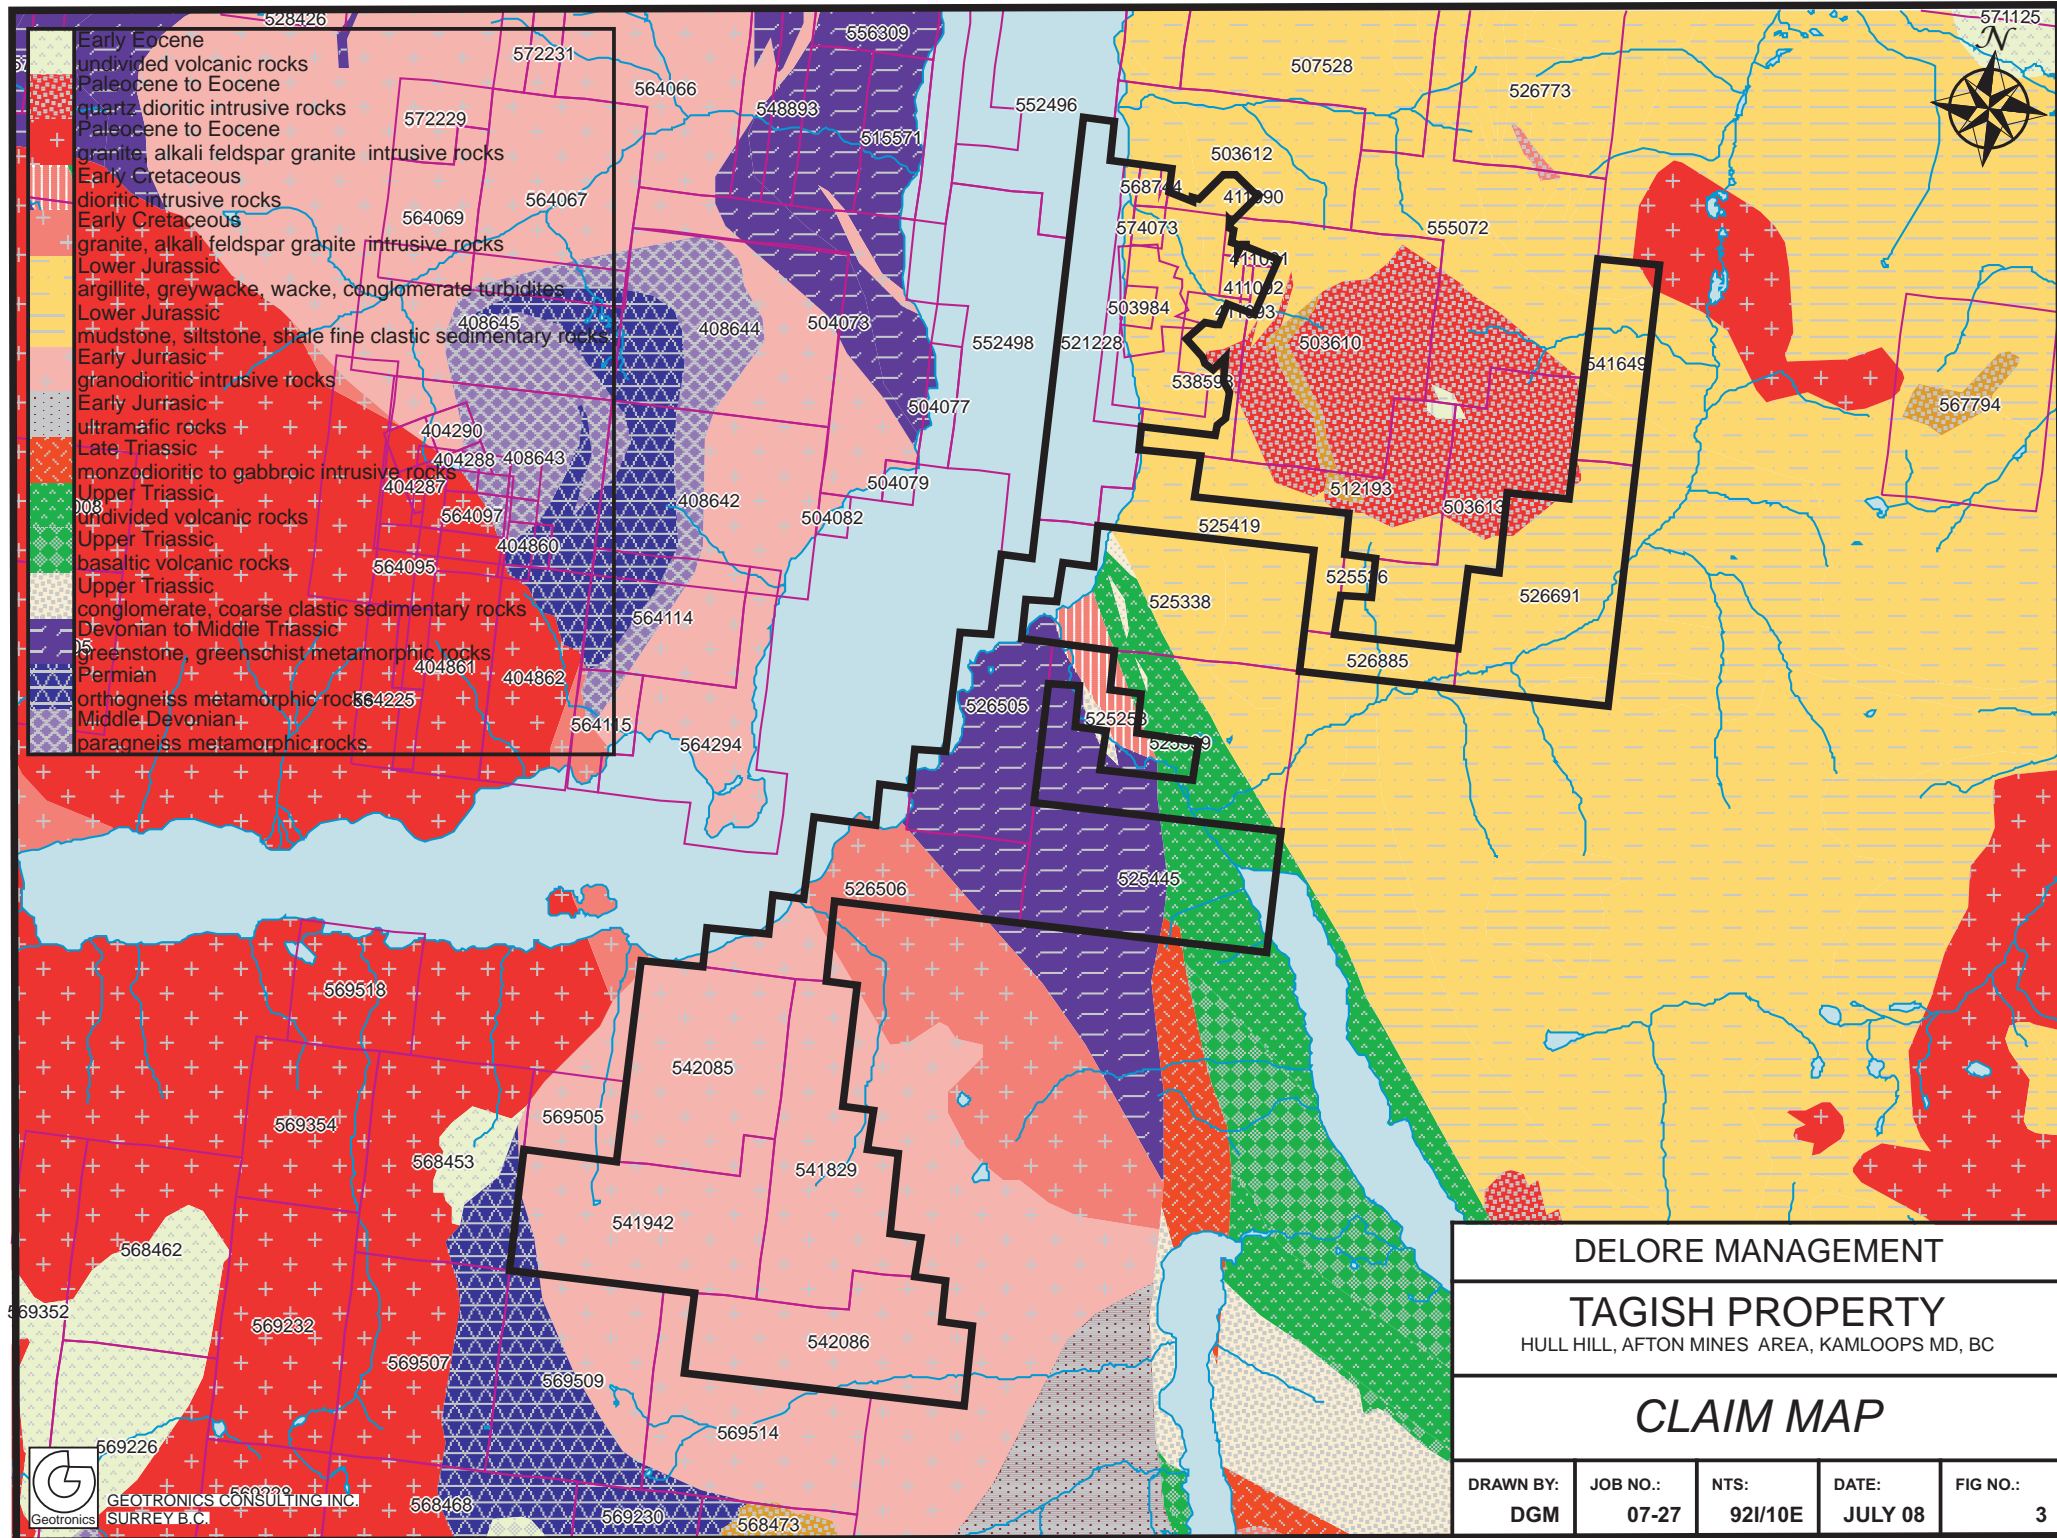 528426
571125
N
Early Eocene
undivided volcanic rocks
Paleocene to Eocene
quartz dioritic intrusive rocks
Paleocene to Eocene
granite, alkali feldspar granite intrusive rocks
Early Cretaceous
dioritic intrusive rocks
Early Cretaceous
granite, alkali feldspar granite intrusive rocks
Lower Jurassic
argillite, greywacke, wacke, conglomerate turbidites
Lower Jurassic
mudstone, siltstone, shale fine clastic sedimentary rocks
Early Jurrasic
granodioritic intrusive rocks
Early Jurrasic
ultramafic rocks
Late Triassic
monzodioritic to gabbroic intrusive rocks
Upper Triassic
undivided volcanic rocks
Upper Triassic
basaltic volcanic rocks
Upper Triassic
conglomerate, coarse clastic sedimentary rocks
Devonian to Middle Triassic
greenstone, greenschist metamorphic rocks
Permian
orthogneiss metamorphic rocks
Middle Devonian
paragneiss metamorphic rocks
572231
556309
564066
507528
526773
552496
548893
572229
515571
503612
568744
411090
564067
564069
574073
555072
411091
411092
503984
411093
408645
408644
504073
552498
521228
503610
541649
538598
567794
504077
404290
404288
408643
404287
504079
512193
408642
503613
564097
504082
525419
404860
564095
525536
526691
525338
564114
526885
404861
404862
564225
526505
525253
564115
564294
525445
526506
569518
542085
569505
569354
568453
541829
541942
568462
569352
569232
542086
569507
569509
569514
569226
568468
569230
568473
DELORE MANAGEMENT
TAGISH PROPERTY
HULL HILL, AFTON MINES AREA, KAMLOOPS MD, BC
CLAIM MAP
DRAWN BY:
DGM
JOB NO.:
07-27
NTS:
92I/10E
DATE:
JULY 08
FIG NO.:
3
Geotronics
GEOTRONICS CONSULTING INC.
SURREY B.C.